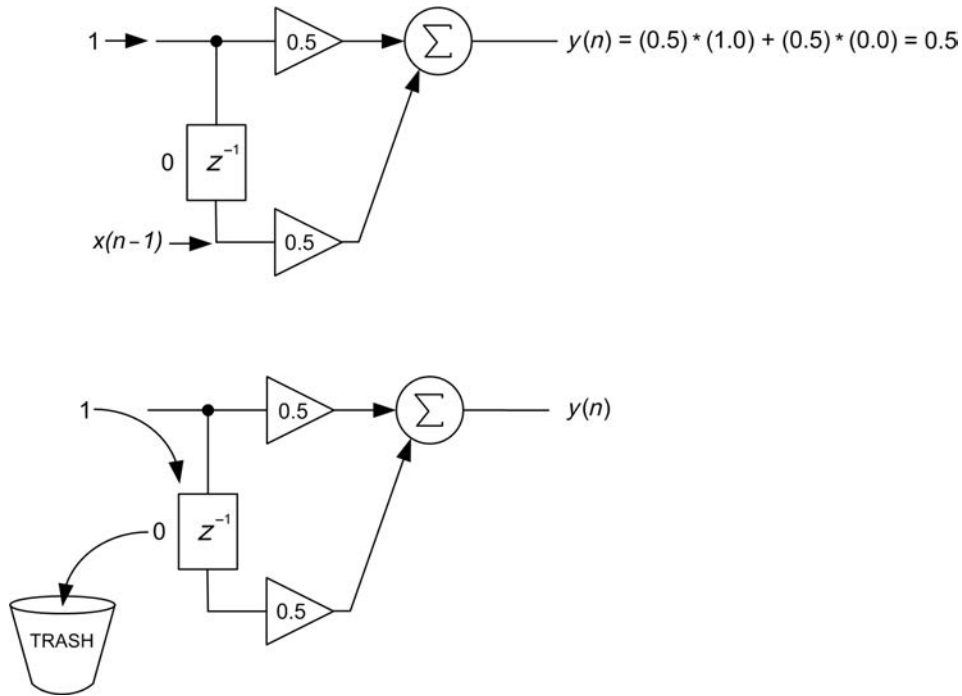 1
0.5
Σ
y(n) = (0.5) * (1.0) + (0.5) * (0.0) = 0.5
0
z⁻¹
x(n−1)
0.5
1
0.5
Σ
y(n)
0
z⁻¹
0.5
TRASH